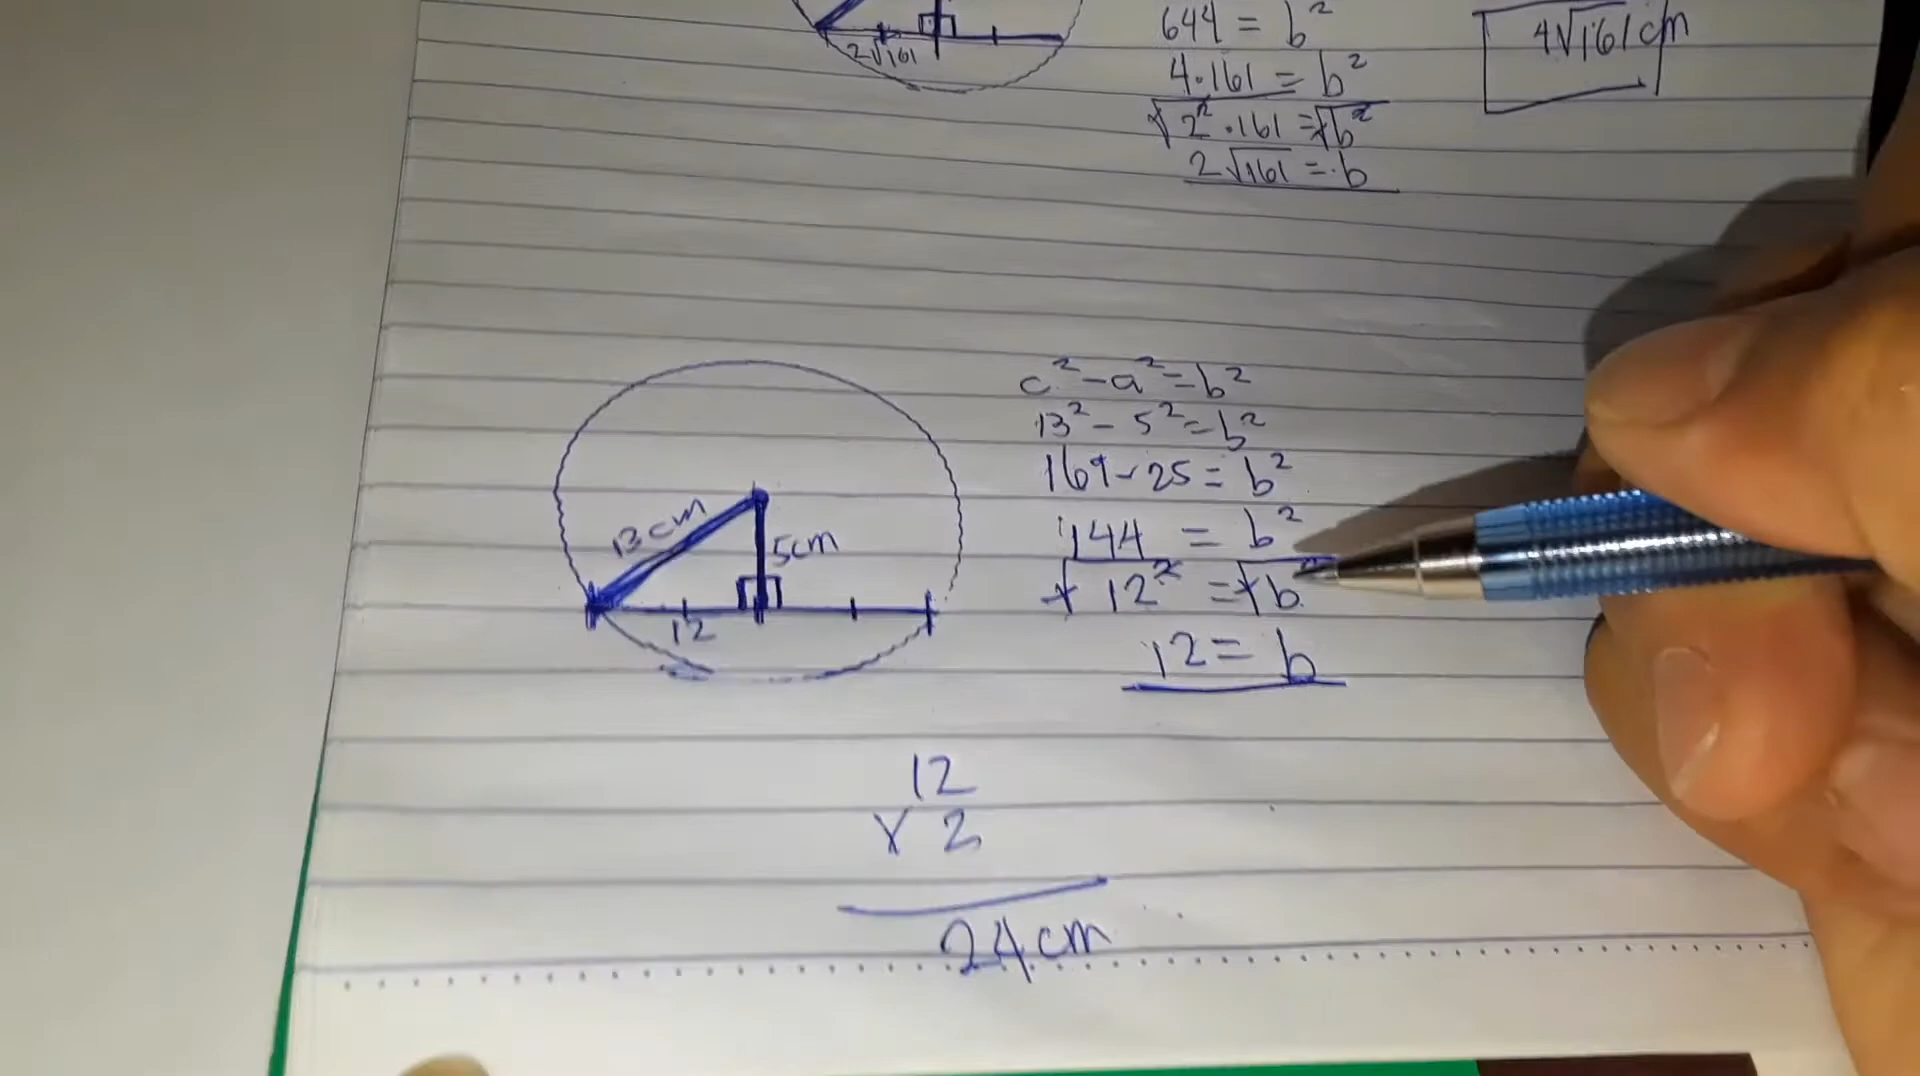 644 = b²
4√161 cm
2√161
4·161 = b²
√2²·161 = √b²
2√161 = b
c² - a² = b²
13² - 5² = b²
169 - 25 = b²
13cm
5cm
144 = b²
√12² = √b²
12
12 = b
12
x 2
24cm